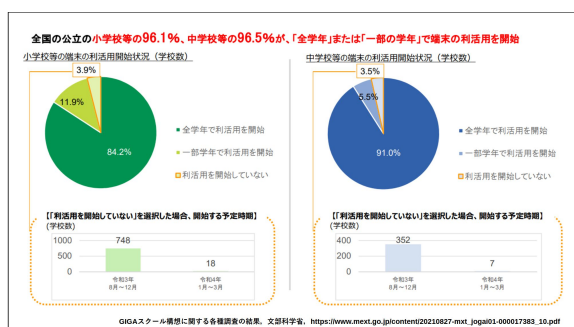 全国の公立の小学校等の96.1%、中学校等の96.5%が、「全学年」または「一部の学年」で端末の利活用を開始
小学校等の端末の利活用開始状況（学校数）
3.9%
11.9%
84.2%
全学年で利活用を開始
一部学年で利活用を開始
利活用を開始していない
【「利活用を開始していない」を選択した場合、開始する予定時期】
(学校数)
1000
500
0
748
18
令和3年
8月～12月
令和4年
1月～3月
中学校等の端末の利活用開始状況（学校数）
3.5%
5.5%
91.0%
全学年で利活用を開始
一部学年で利活用を開始
利活用を開始していない
【「利活用を開始していない」を選択した場合、開始する予定時期】
(学校数)
400
200
0
352
7
令和3年
8月～12月
令和4年
1月～3月
GIGAスクール構想に関する各種調査の結果，文部科学省，https://www.mext.go.jp/content/20210827-mxt_jogai01-000017383_10.pdf